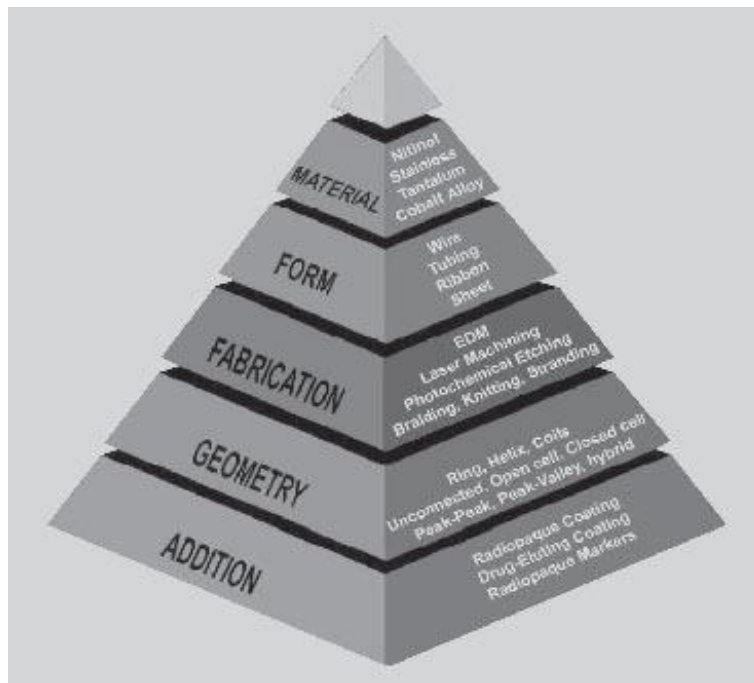 MATERIAL
Nitinol
Stainless
Tantalum
Cobalt Alloy
FORM
Wire
Tubing
Ribbon
Sheet
FABRICATION
EDM
Laser Machining
Photochemical Etching
Braiding, Knitting, Stranding
GEOMETRY
Ring, Helix, Coils
Unconnected, Open cell, Closed cell
Peak-Peak, Peak-Valley, hybrid
ADDITION
Radiopaque Coating
Drug-Eluting Coating
Radiopaque Markers